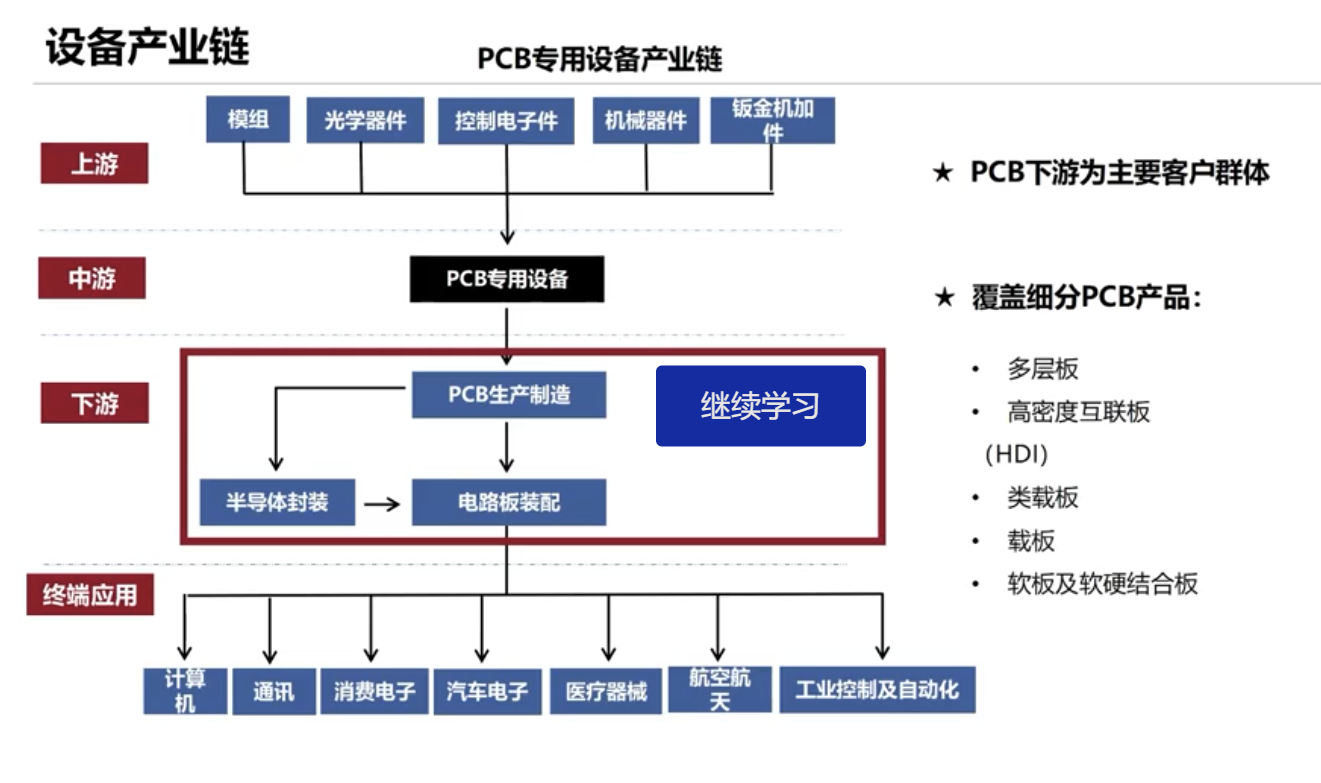 设备产业链
PCB专用设备产业链
模组
光学器件
控制电子件
机械器件
钣金机加
件
上游
中游
PCB专用设备
下游
PCB生产制造
继续学习
半导体封装
电路板装配
终端应用
计算
机
通讯
消费电子
汽车电子
医疗器械
航空航
天
工业控制及自动化
★ PCB下游为主要客户群体
★ 覆盖细分PCB产品：
• 多层板
• 高密度互联板
（HDI）
• 类载板
• 载板
• 软板及软硬结合板